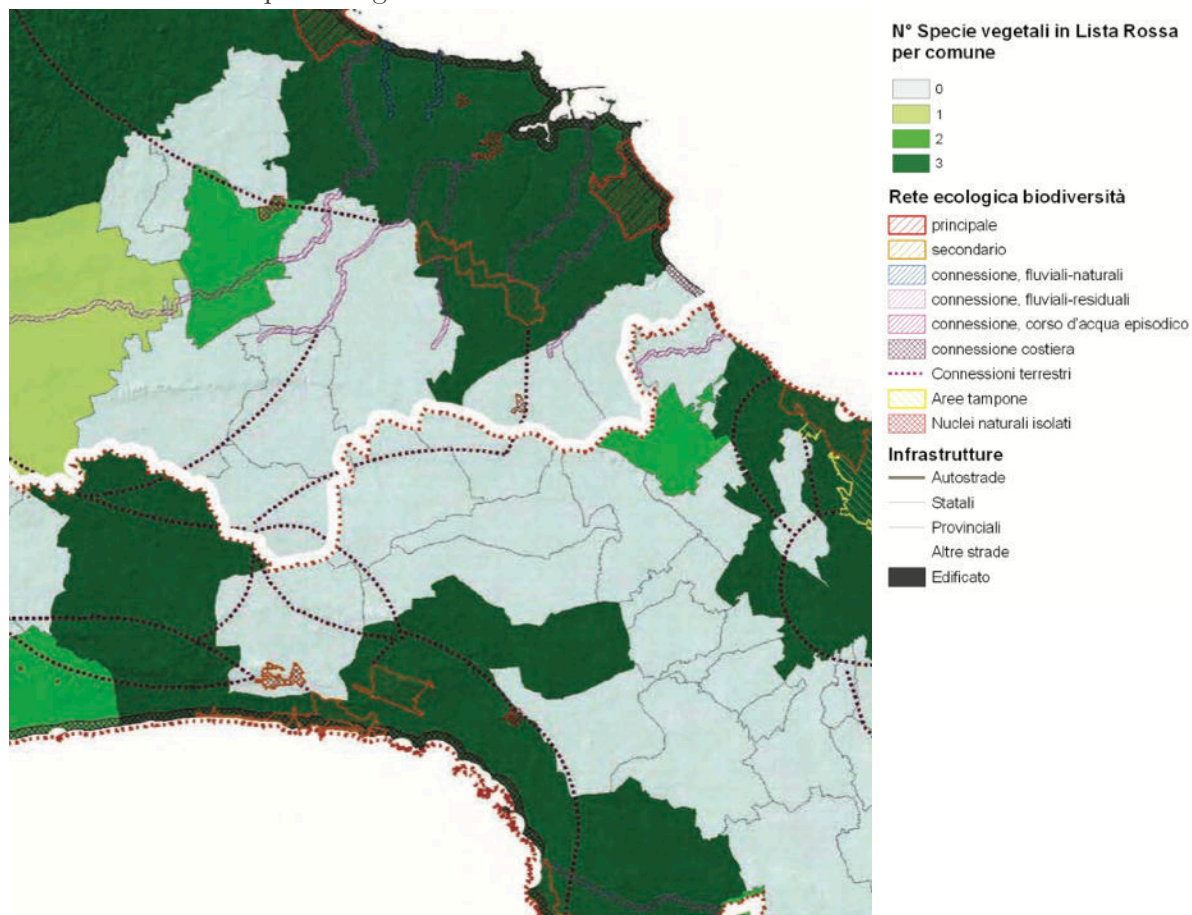 N° Specie vegetali in Lista Rossa
per comune
0
1
2
3
Rete ecologica biodiversità
principale
secondario
connessione, fluviali-naturali
connessione, fluviali-residuali
connessione, corso d'acqua episodico
connessione costiera
Connessioni terrestri
Aree tampone
Nuclei naturali isolati
Infrastrutture
Autostrade
Statali
Provinciali
Altre strade
Edificato